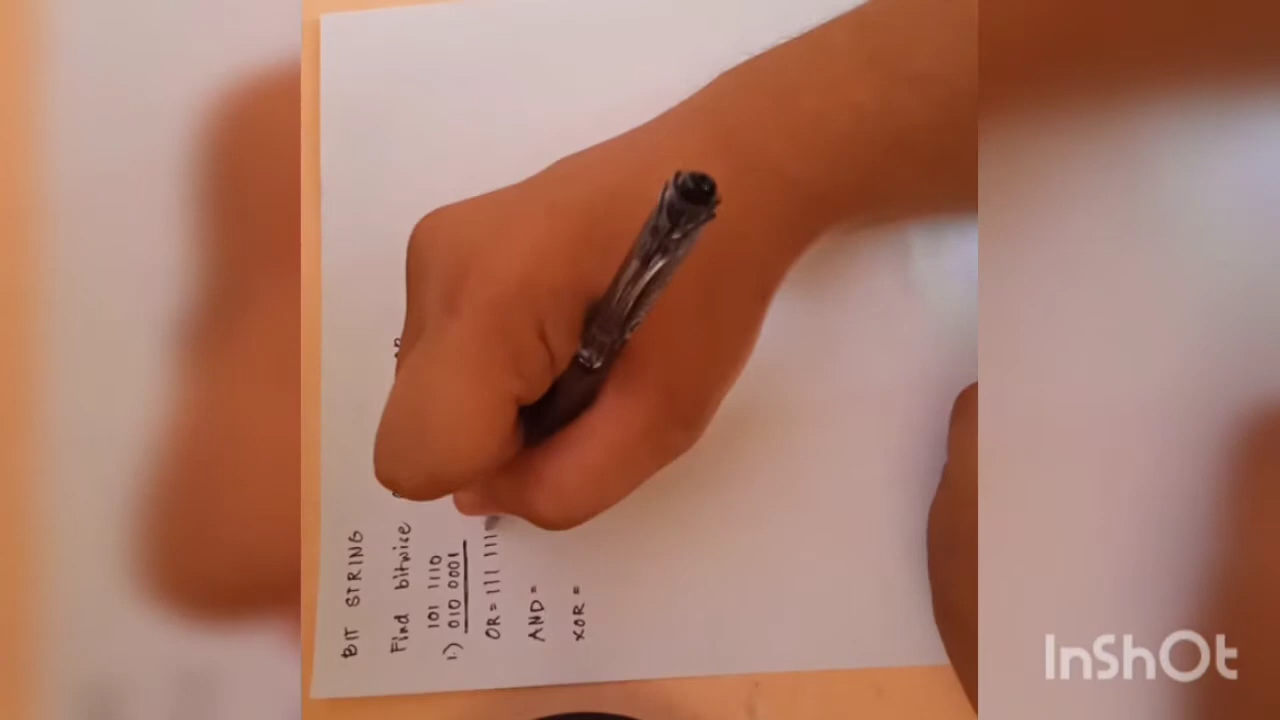 BIT STRING
Find bitwise
101 1110
1.) 010 0001
OR = 111 111
AND =
XOR =
InShOt